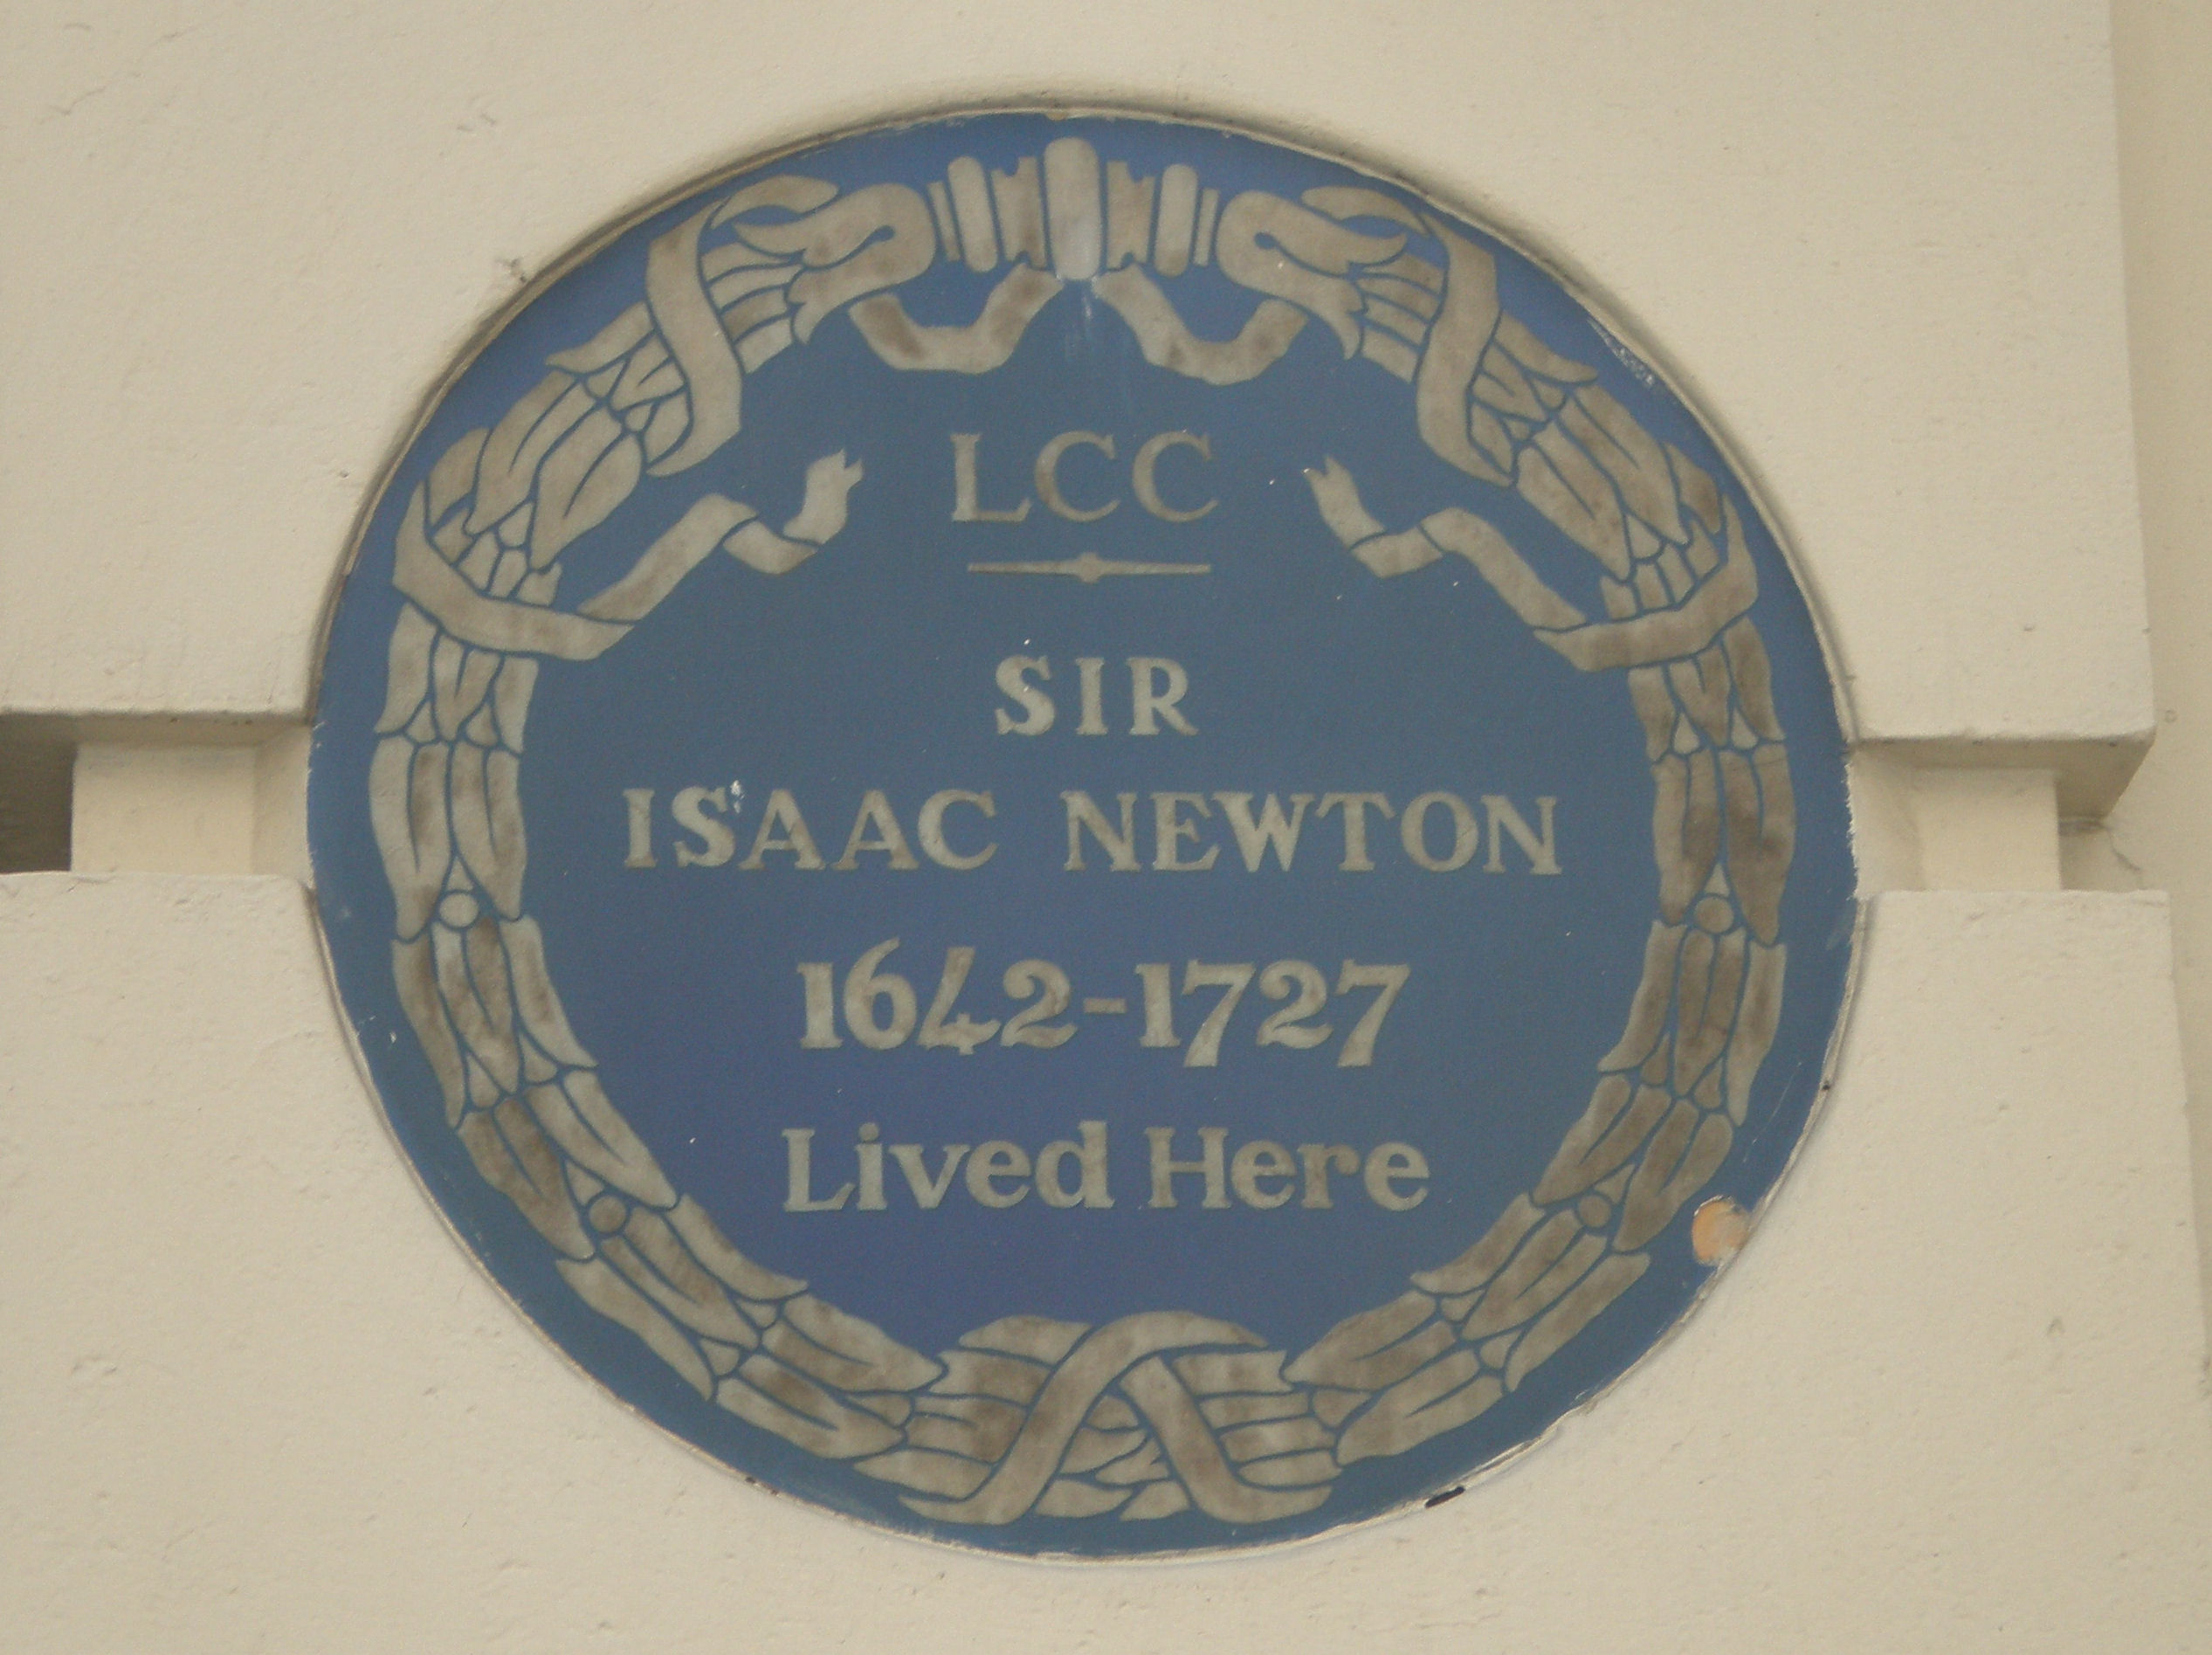 LCC
SIR
ISAAC NEWTON
1642-1727
Lived Here